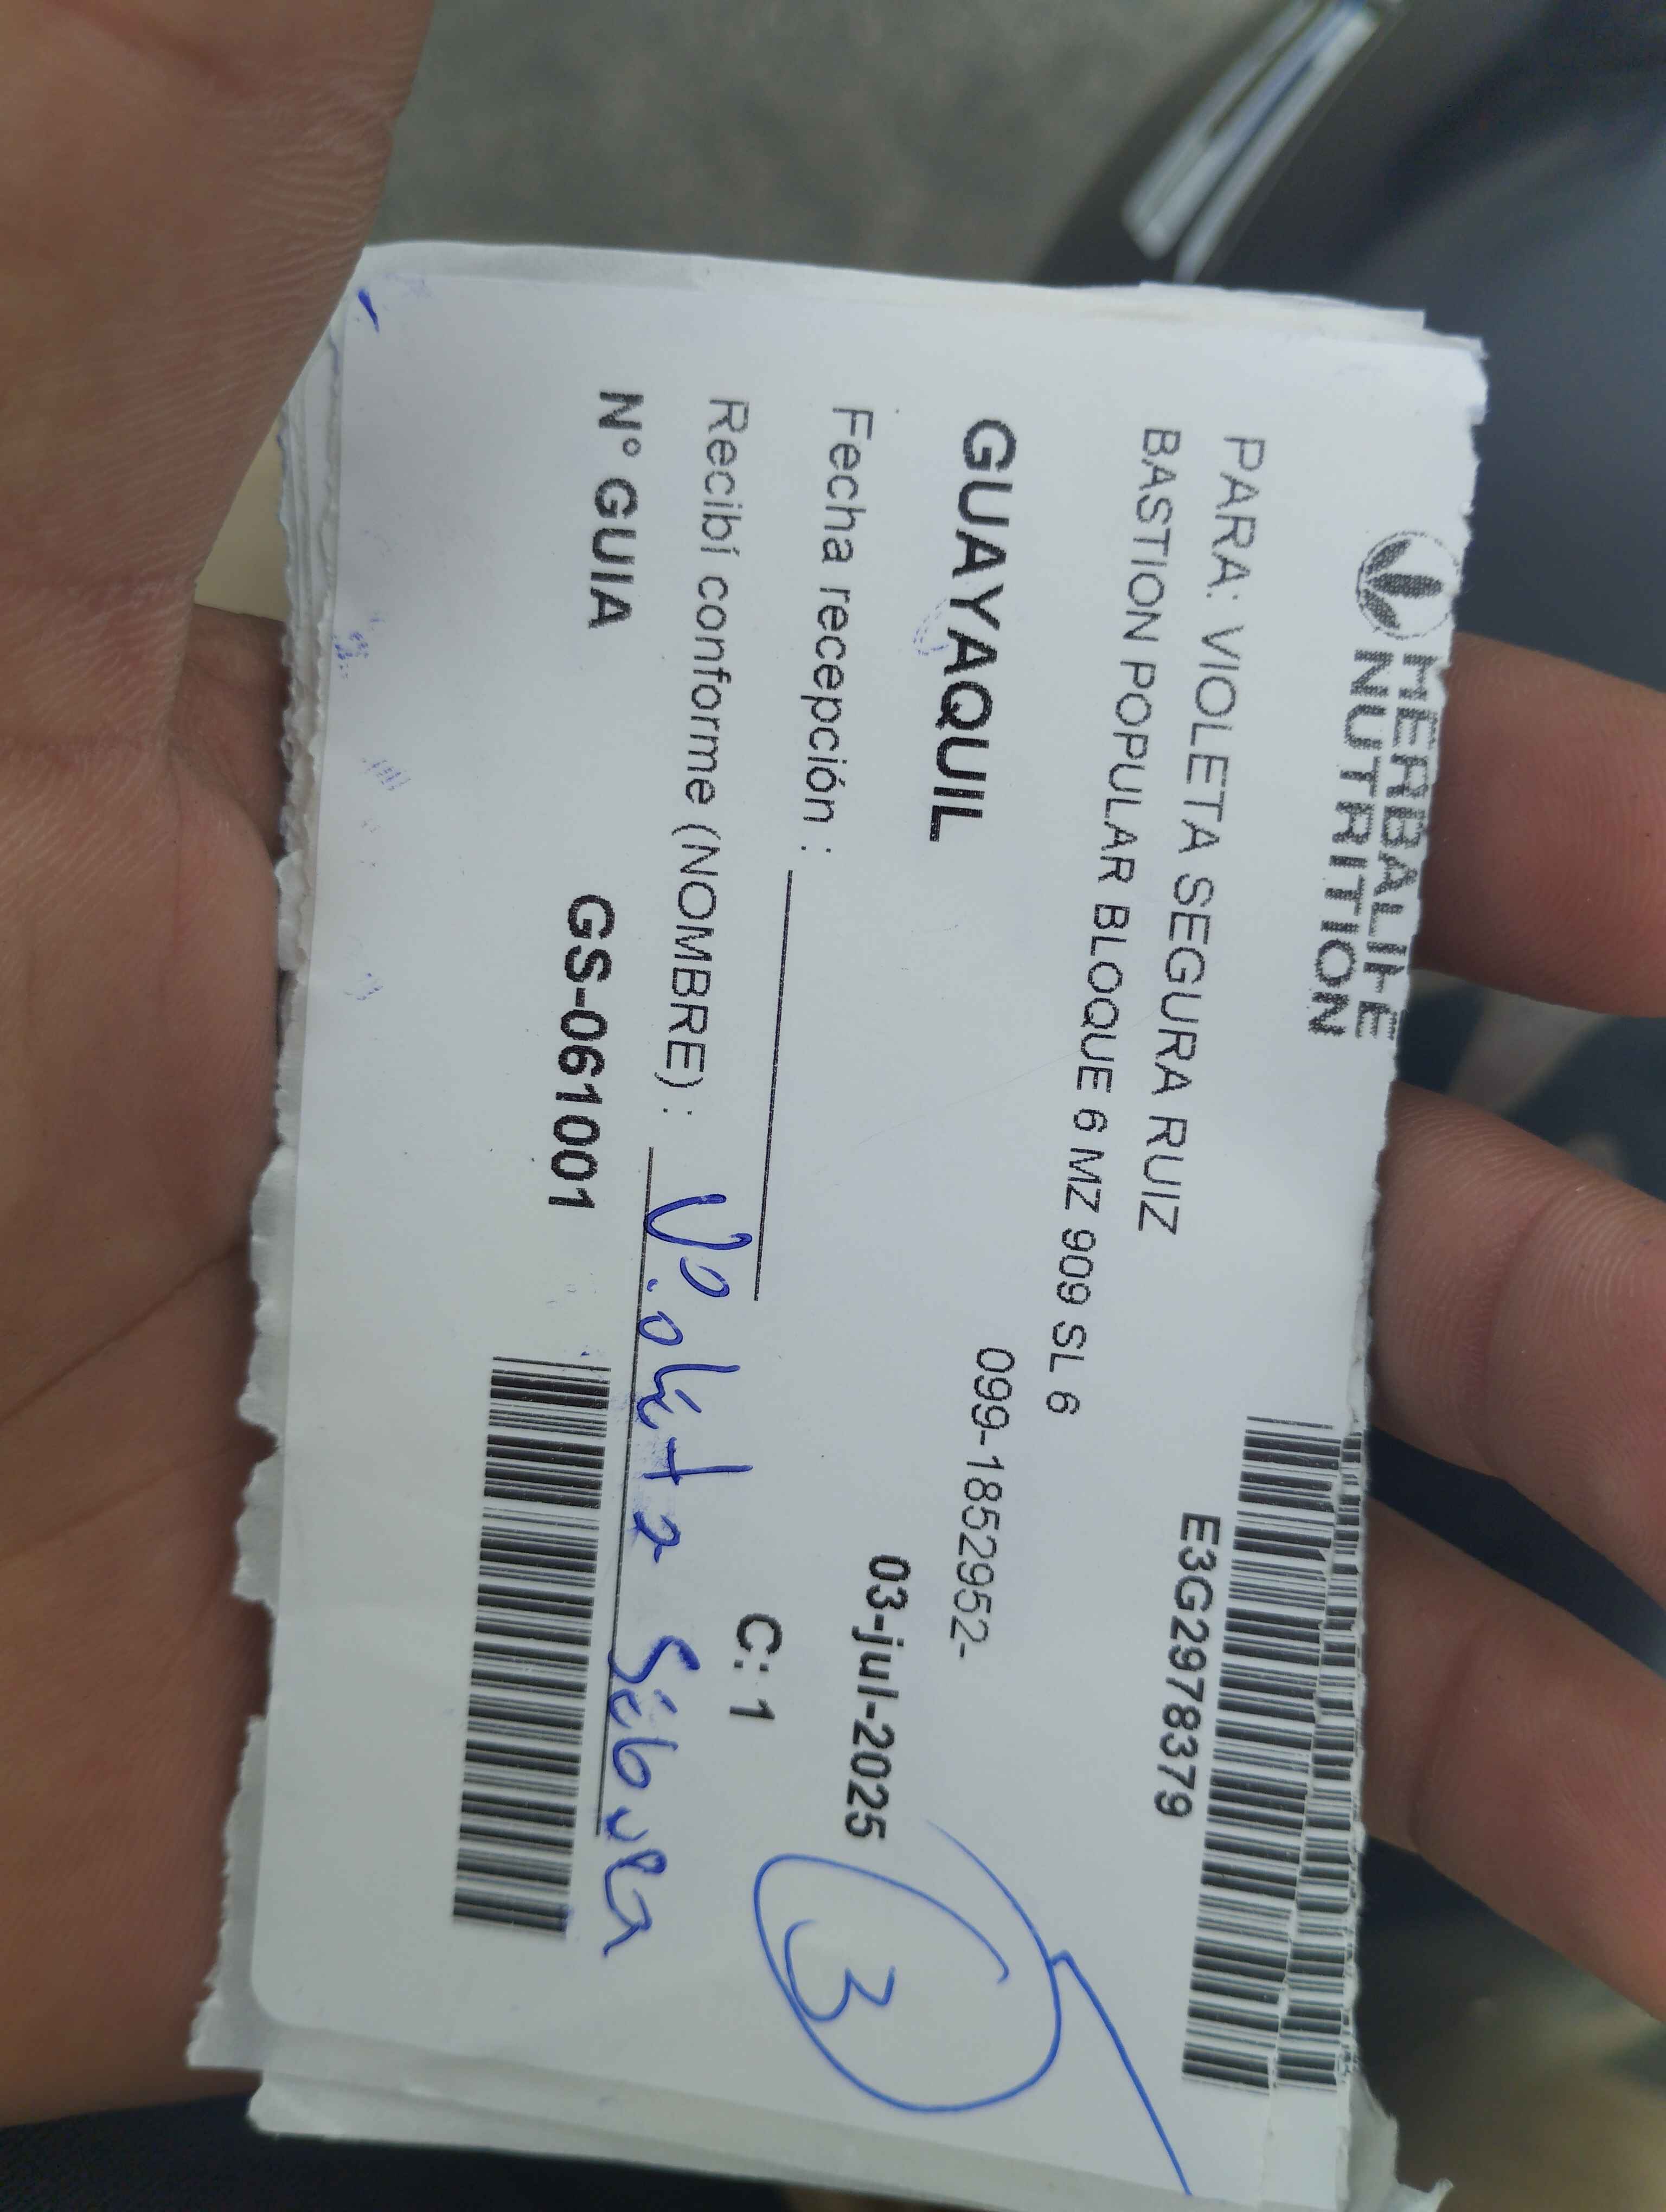 HERBALIFE
NUTRITION
E3G2978379
PARA: VIOLETA SEGURA RUIZ
BASTION POPULAR BLOQUE 6 MZ 909 SL 6
099-1852952-
GUAYAQUIL
03-jul-2025
3
Fecha recepción :
C: 1
Recibí conforme (NOMBRE) : Violeta Segura
N° GUIA GS-061001